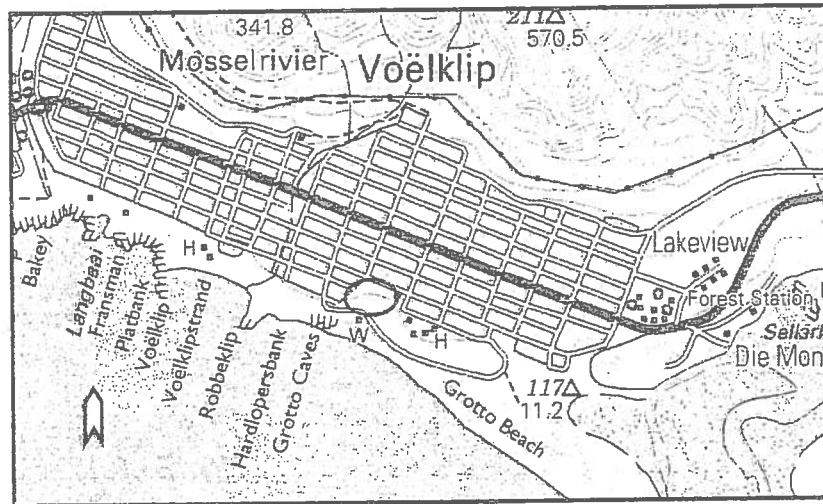 211△
341.8
570.5
Mosselrivier
Voëlklip
Lakeview
Forest Station
Die Mon
H
W
H
Bakey
Langbaai
Fransman
Platbank
Voëlklip
Voëlklipstrand
Robbeklip
Hardlopersbank
Grotto Caves
Grotto Beach
117△
11.2